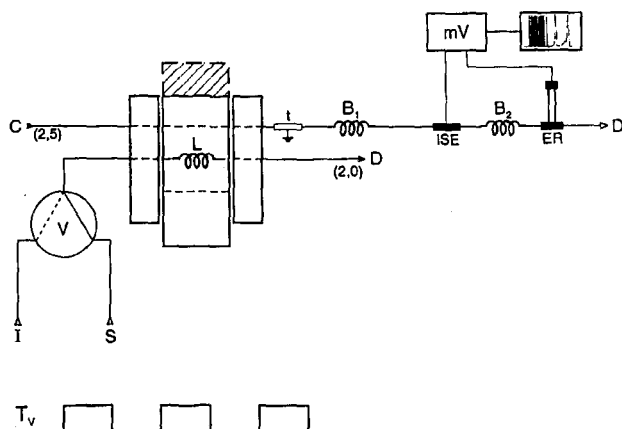 mV
C
(2,5)
t
B₁
ISE
B₂
ER
D
L
D
(2,0)
V
I
S
Tᵥ